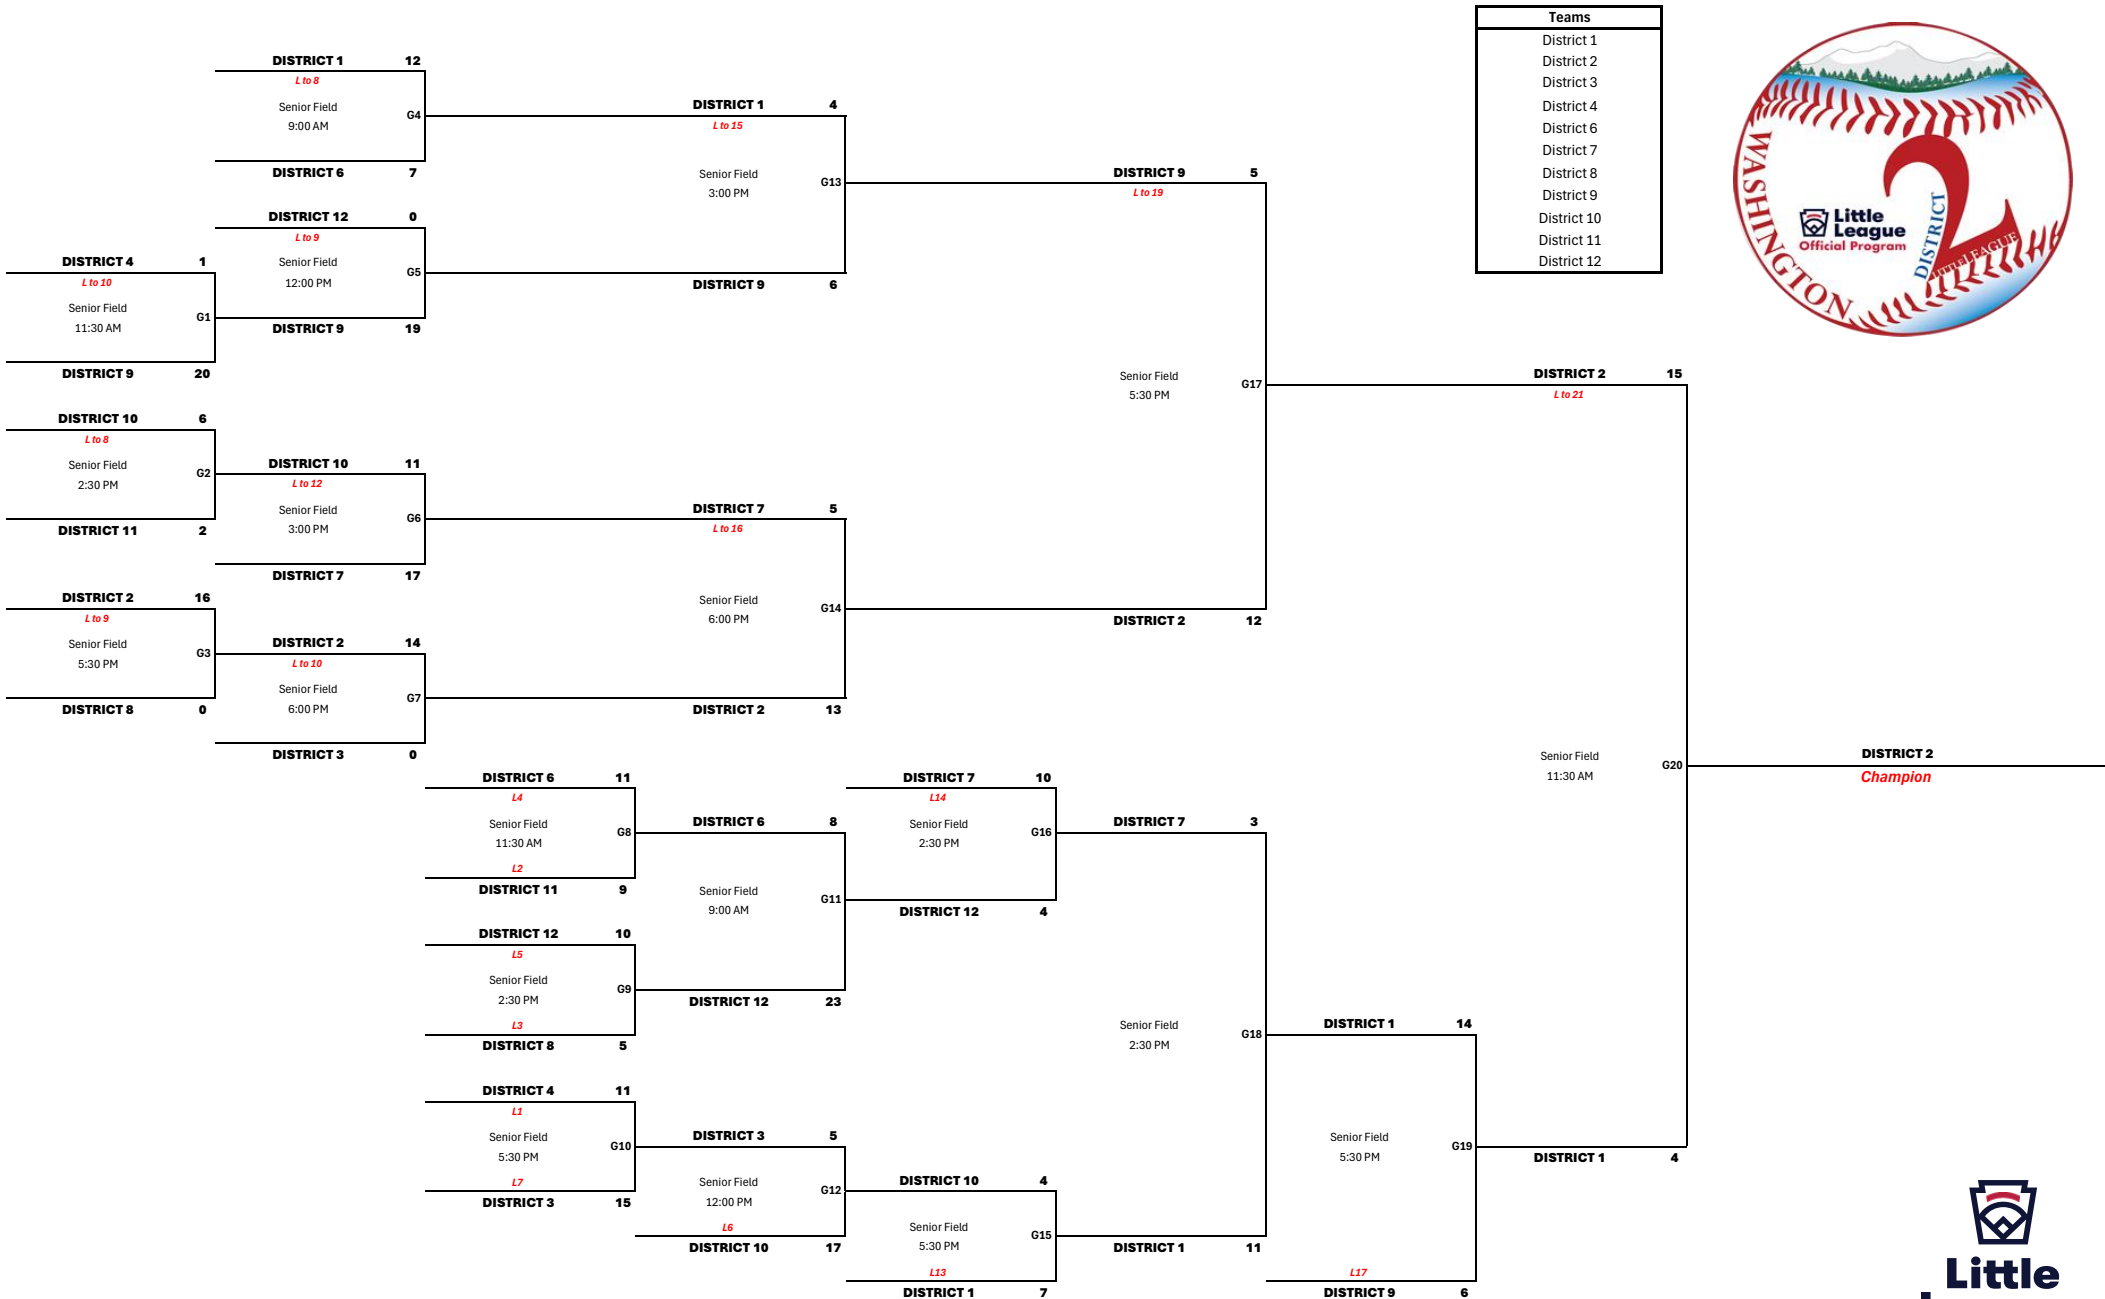 Teams
District 1
District 2
District 3
District 4
District 6
District 7
District 8
District 9
District 10
District 11
District 12
WASHINGTON
DISTRICT
2
LITTLE LEAGUE
Little
League
Official Program
DISTRICT 1 12
L to 8
Senior Field
9:00 AM
G4
DISTRICT 6 7
DISTRICT 12 0
L to 9
Senior Field
12:00 PM
G5
DISTRICT 9 19
DISTRICT 4 1
L to 10
Senior Field
11:30 AM
G1
DISTRICT 9 20
DISTRICT 10 6
L to 8
Senior Field
2:30 PM
G2
DISTRICT 11 2
DISTRICT 10 11
L to 12
Senior Field
3:00 PM
G6
DISTRICT 7 17
DISTRICT 2 16
L to 9
Senior Field
5:30 PM
G3
DISTRICT 8 0
DISTRICT 2 14
L to 10
Senior Field
6:00 PM
G7
DISTRICT 3 0
DISTRICT 1 4
L to 15
Senior Field
3:00 PM
G13
DISTRICT 9 6
DISTRICT 7 5
L to 16
Senior Field
6:00 PM
G14
DISTRICT 2 13
DISTRICT 9 5
L to 19
Senior Field
5:30 PM
G17
DISTRICT 2 12
DISTRICT 2 15
L to 21
Senior Field
11:30 AM
G20
DISTRICT 1 4
DISTRICT 2
Champion
DISTRICT 6 11
L4
Senior Field
11:30 AM
G8
L2
DISTRICT 11 9
DISTRICT 12 10
L5
Senior Field
2:30 PM
G9
L3
DISTRICT 8 5
DISTRICT 4 11
L1
Senior Field
5:30 PM
G10
L7
DISTRICT 3 15
DISTRICT 6 8
Senior Field
9:00 AM
G11
DISTRICT 12 23
DISTRICT 3 5
Senior Field
12:00 PM
G12
L6
DISTRICT 10 17
DISTRICT 7 10
L14
Senior Field
2:30 PM
G16
DISTRICT 12 4
DISTRICT 10 4
Senior Field
5:30 PM
G15
L13
DISTRICT 1 7
DISTRICT 7 3
Senior Field
2:30 PM
G18
DISTRICT 1 11
DISTRICT 1 14
Senior Field
5:30 PM
G19
L17
DISTRICT 9 6
Little